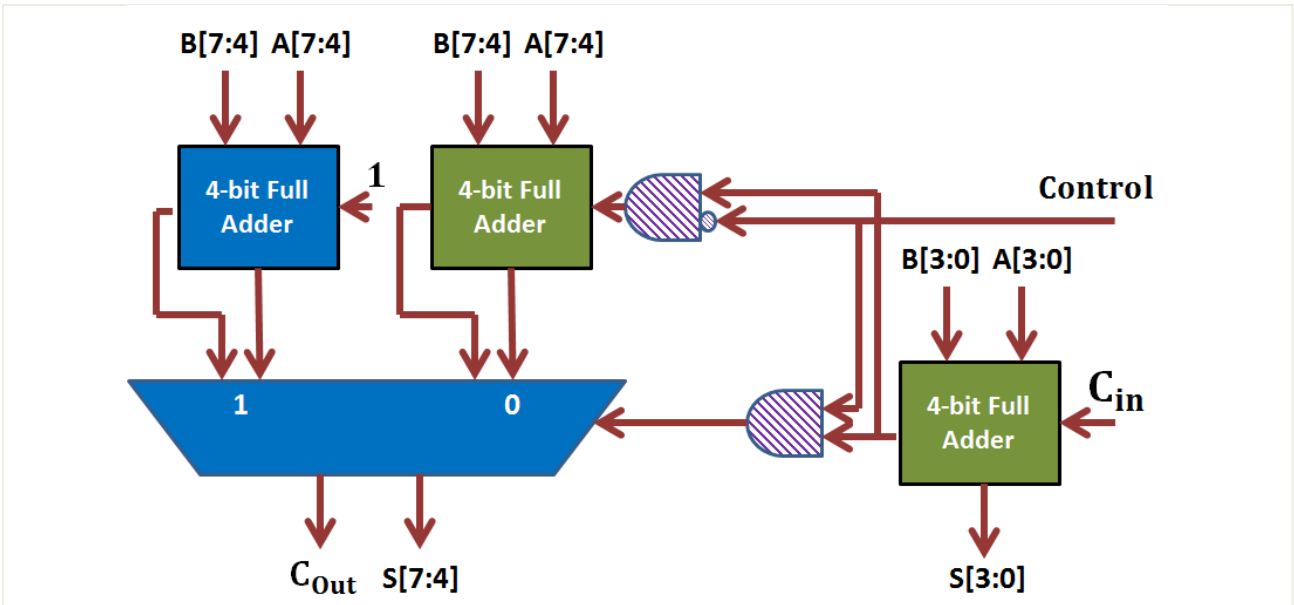 B[7:4] A[7:4]
B[7:4] A[7:4]
4-bit Full
Adder
1
4-bit Full
Adder
Control
B[3:0] A[3:0]
1
0
4-bit Full
Adder
Cin
COut
S[7:4]
S[3:0]